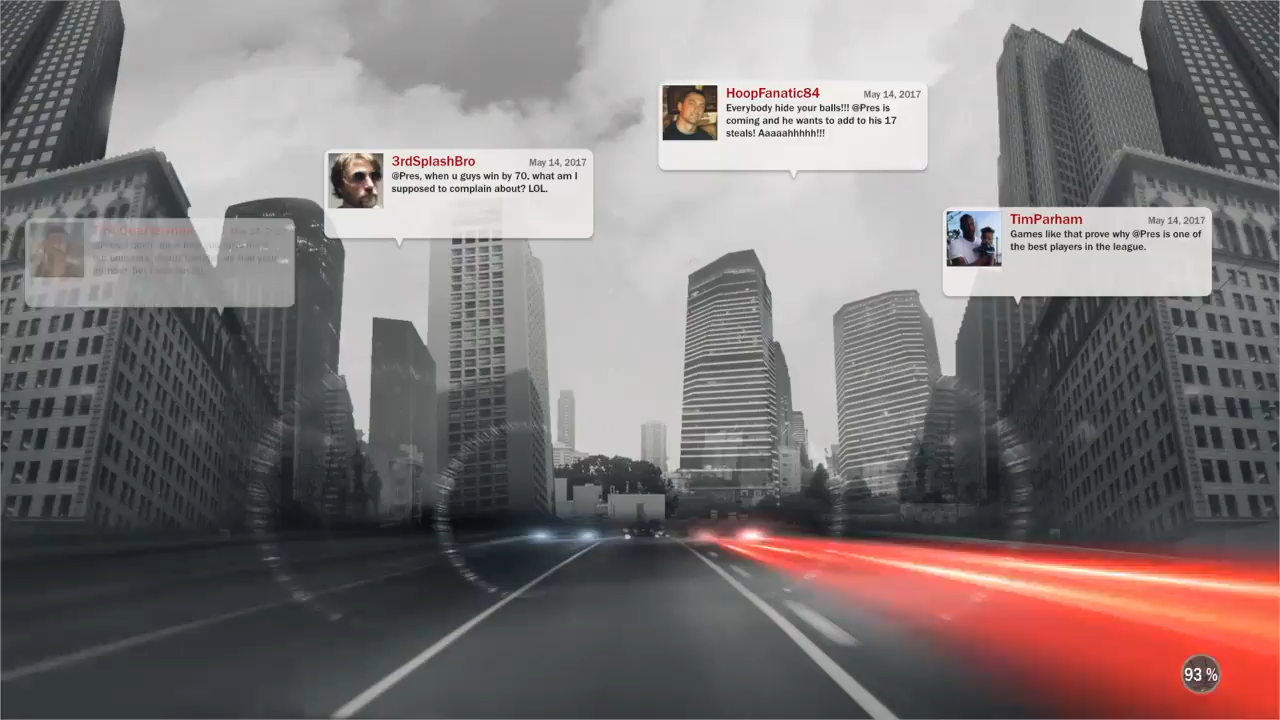 HoopFanatic84 May 14, 2017
Everybody hide your balls!!! @Pres is
coming and he wants to add to his 17
steals! Aaaaahhhhh!!!
3rdSplashBro May 14, 2017
@Pres, when u guys win by 70, what am I
supposed to complain about? LOL.
TimParham May 14, 2017
Games like that prove why @Pres is one of
the best players in the league.
93 %